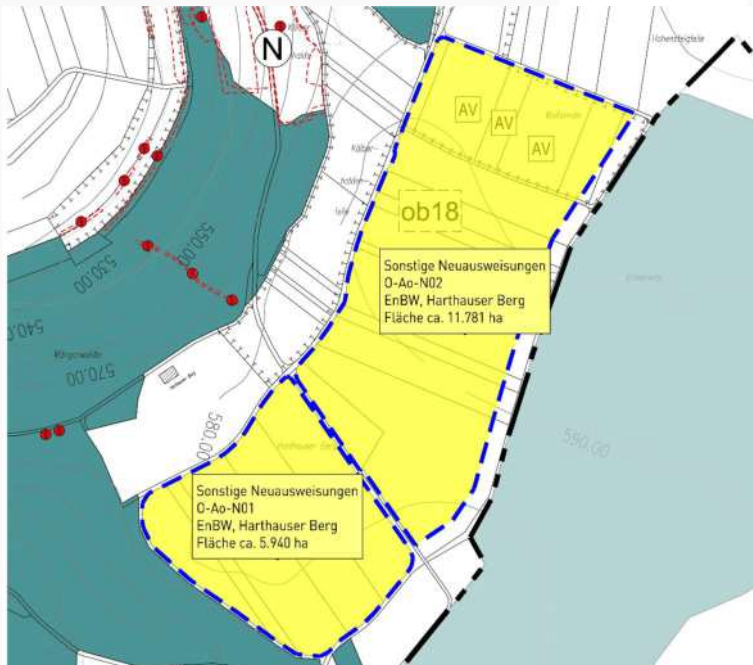 N
AV
AV
AV
ob18
Sonstige Neuausweisungen
O-Ao-N02
EnBW, Harthauser Berg
Fläche ca. 11.781 ha
550.00
530.00
540.00
570.00
580.00
590.00
Harthauser Berg
Sonstige Neuausweisungen
O-Ao-N01
EnBW, Harthauser Berg
Fläche ca. 5.940 ha